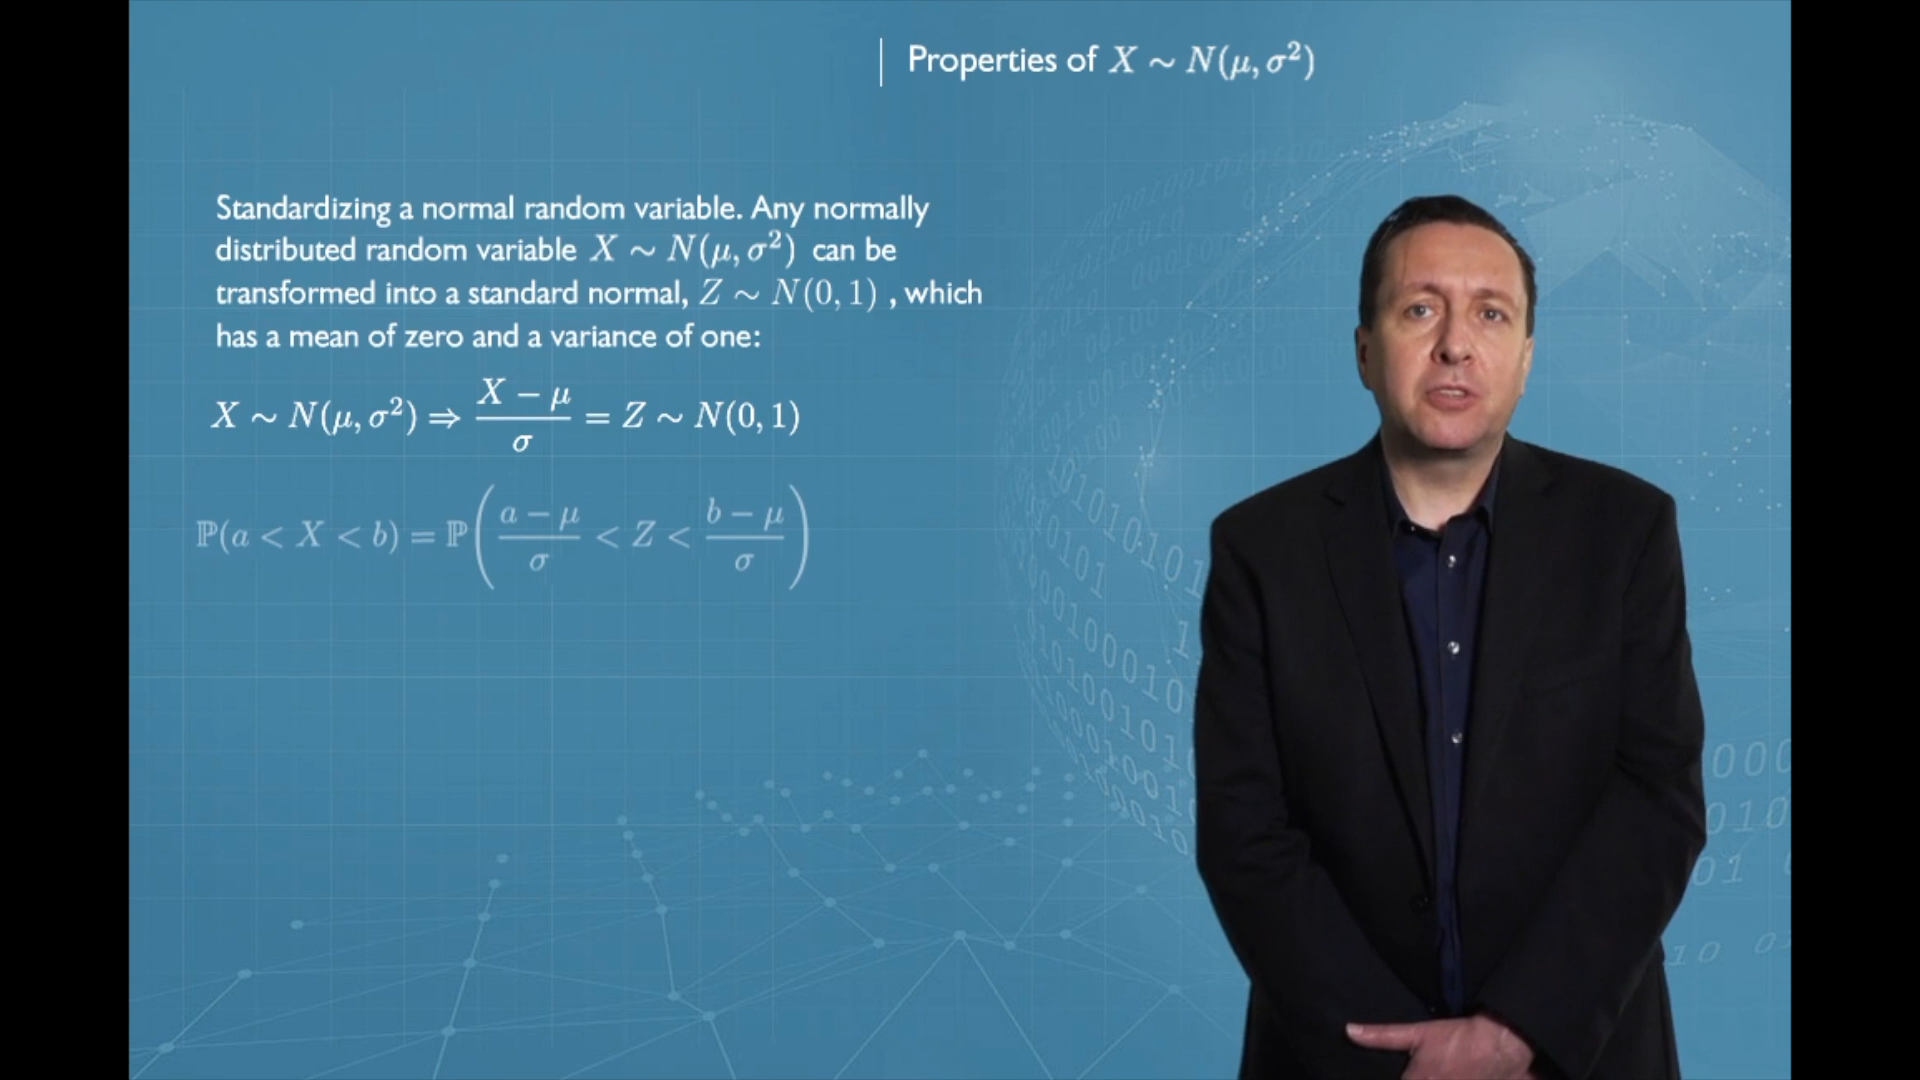 Properties of X ∼ N(μ, σ²)
Standardizing a normal random variable. Any normally
distributed random variable X ∼ N(μ, σ²) can be
transformed into a standard normal, Z ∼ N(0, 1) , which
has a mean of zero and a variance of one:
X ∼ N(μ, σ²) ⇒ (X − μ)/σ = Z ∼ N(0, 1)
ℙ(a < X < b) = ℙ((a − μ)/σ < Z < (b − μ)/σ)